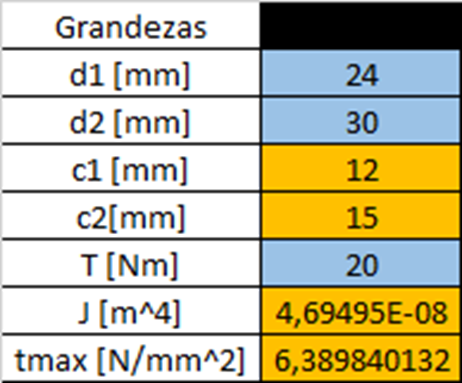 Grandezas
d1 [mm] 24
d2 [mm] 30
c1 [mm] 12
c2[mm] 15
T [Nm] 20
J [m^4] 4,69495E-08
tmax [N/mm^2] 6,389840132